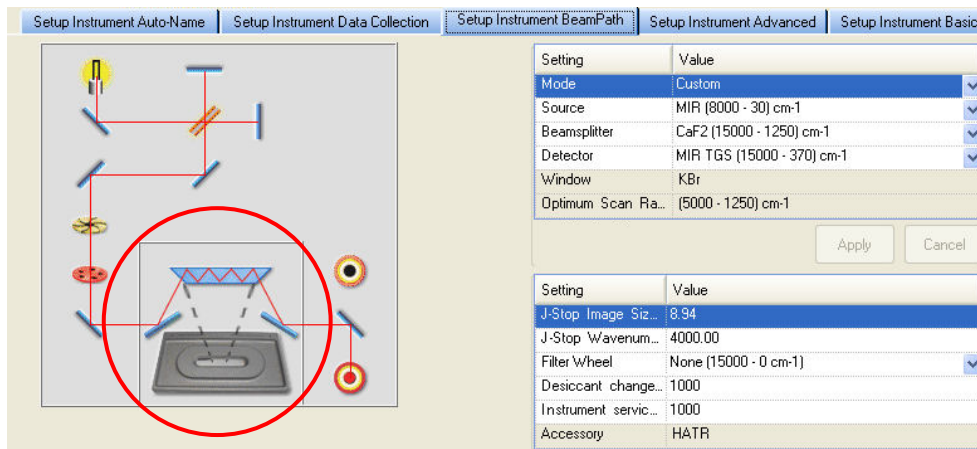 Setup Instrument Auto-Name Setup Instrument Data Collection Setup Instrument BeamPath Setup Instrument Advanced Setup Instrument Basic
Setting Value
Mode Custom
Source MIR (8000 - 30) cm-1
Beamsplitter CaF2 (15000 - 1250) cm-1
Detector MIR TGS (15000 - 370) cm-1
Window KBr
Optimum Scan Ra... (5000 - 1250) cm-1
Apply Cancel
Setting Value
J-Stop Image Siz... 8.94
J-Stop Wavenum... 4000.00
Filter Wheel None (15000 - 0 cm-1)
Desiccant change... 1000
Instrument servic... 1000
Accessory HATR